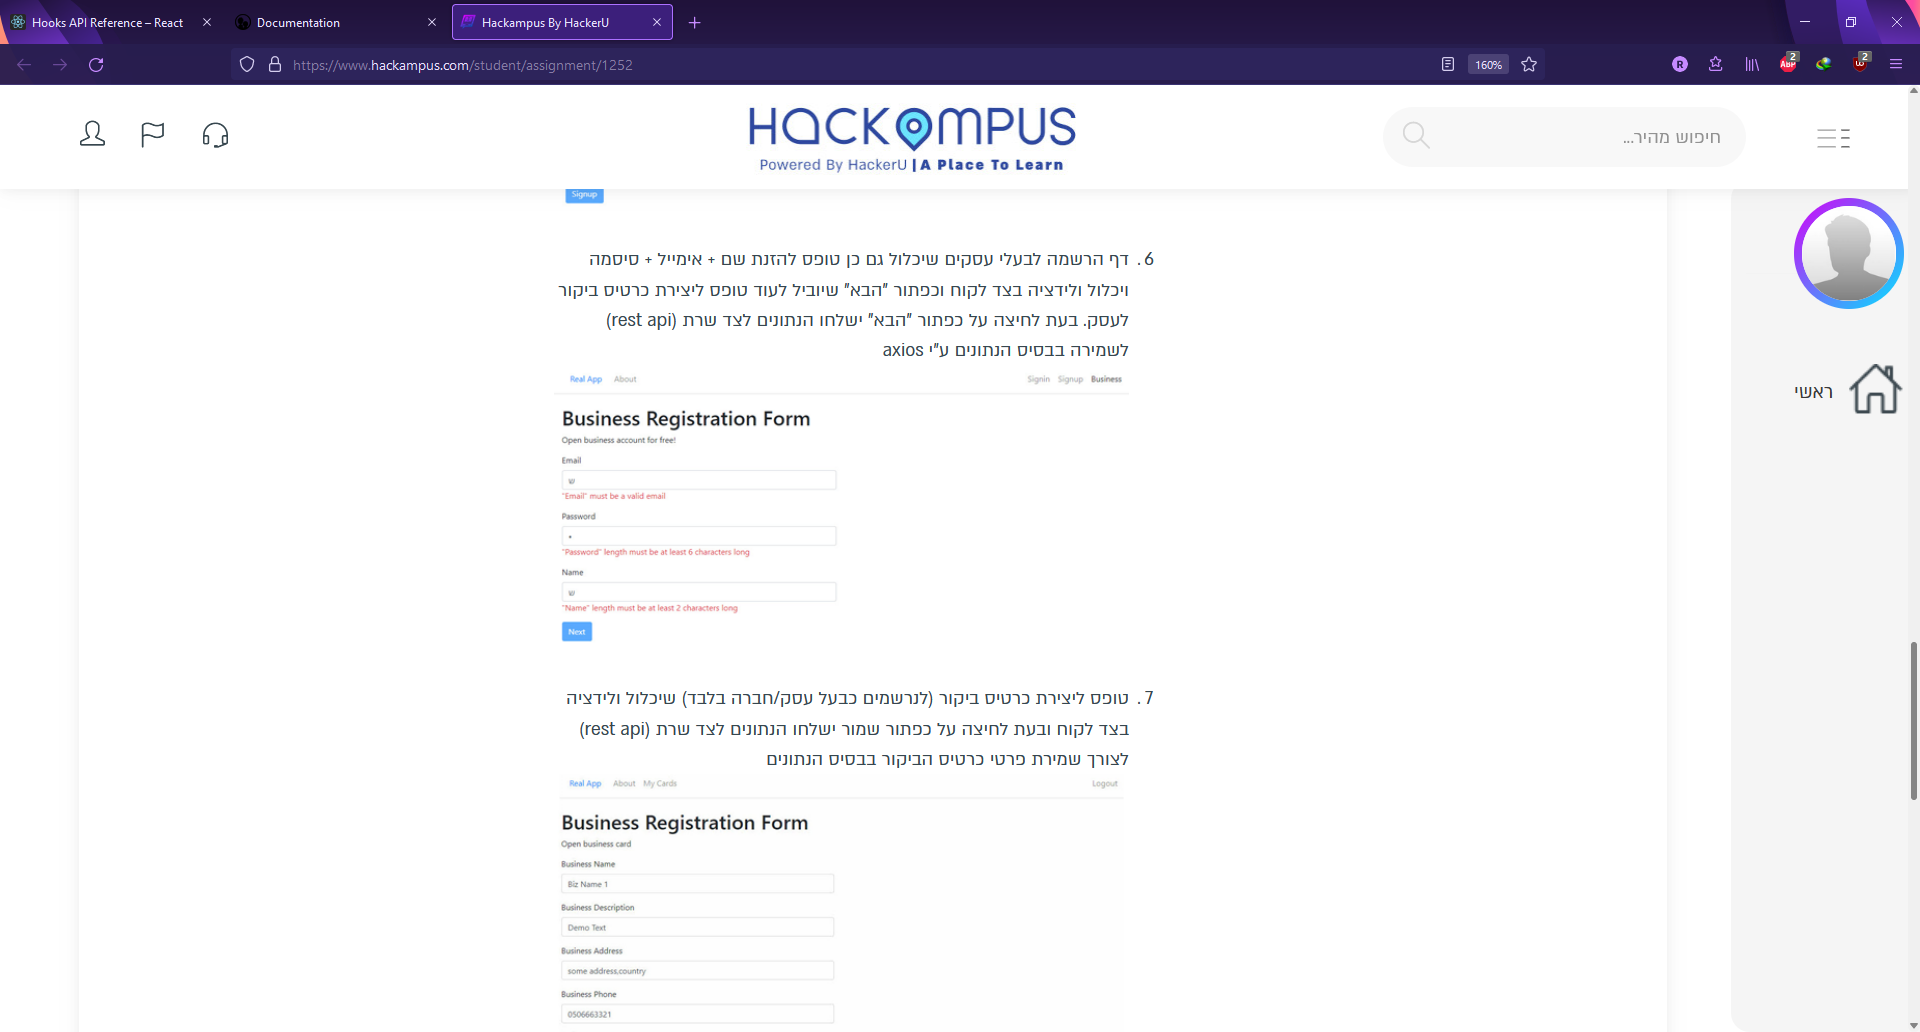 Hooks API Reference – React
Documentation
Hackampus By HackerU
https://www.hackampus.com/student/assignment/1252
160%
R
ABP
2
2
HACKAMPUS
Powered By HackerU | A Place To Learn
חיפוש מהיר...
ראשי
Signup
6. דף הרשמה לבעלי עסקים שיכלול גם כן טופס להזנת שם + אימייל + סיסמה
ויכלול ולידציה בצד לקוח וכפתור "הבא" שיוביל לעוד טופס ליצירת כרטיס ביקור
לעסק. בעת לחיצה על כפתור "הבא" ישלחו הנתונים לצד שרת (rest api)
לשמירה בבסיס הנתונים ע"י axios
Real App About Signin Signup Business
Business Registration Form
Open business account for free!
Email
ש
"Email" must be a valid email
Password
•
"Password" length must be at least 6 characters long
Name
ש
"Name" length must be at least 2 characters long
Next
7. טופס ליצירת כרטיס ביקור (לנרשמים כבעל עסק/חברה בלבד) שיכלול ולידציה
בצד לקוח ובעת לחיצה על כפתור שמור ישלחו הנתונים לצד שרת (rest api)
לצורך שמירת פרטי כרטיס הביקור בבסיס הנתונים
Real App About My Cards Logout
Business Registration Form
Open business card
Business Name
Biz Name 1
Business Description
Demo Text
Business Address
some address,country
Business Phone
0506663321